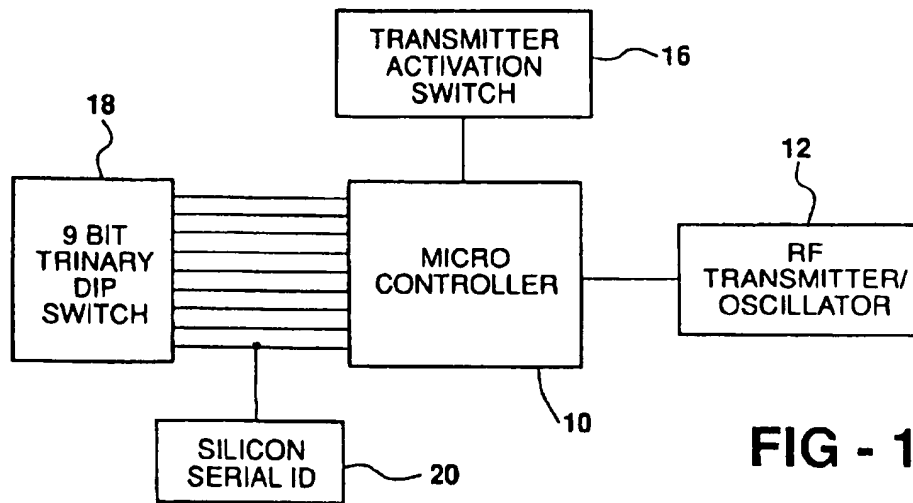 TRANSMITTER
ACTIVATION
SWITCH
16
18
9 BIT
TRINARY
DIP
SWITCH
MICRO
CONTROLLER
12
RF
TRANSMITTER/
OSCILLATOR
10
SILICON
SERIAL ID
20
FIG - 1